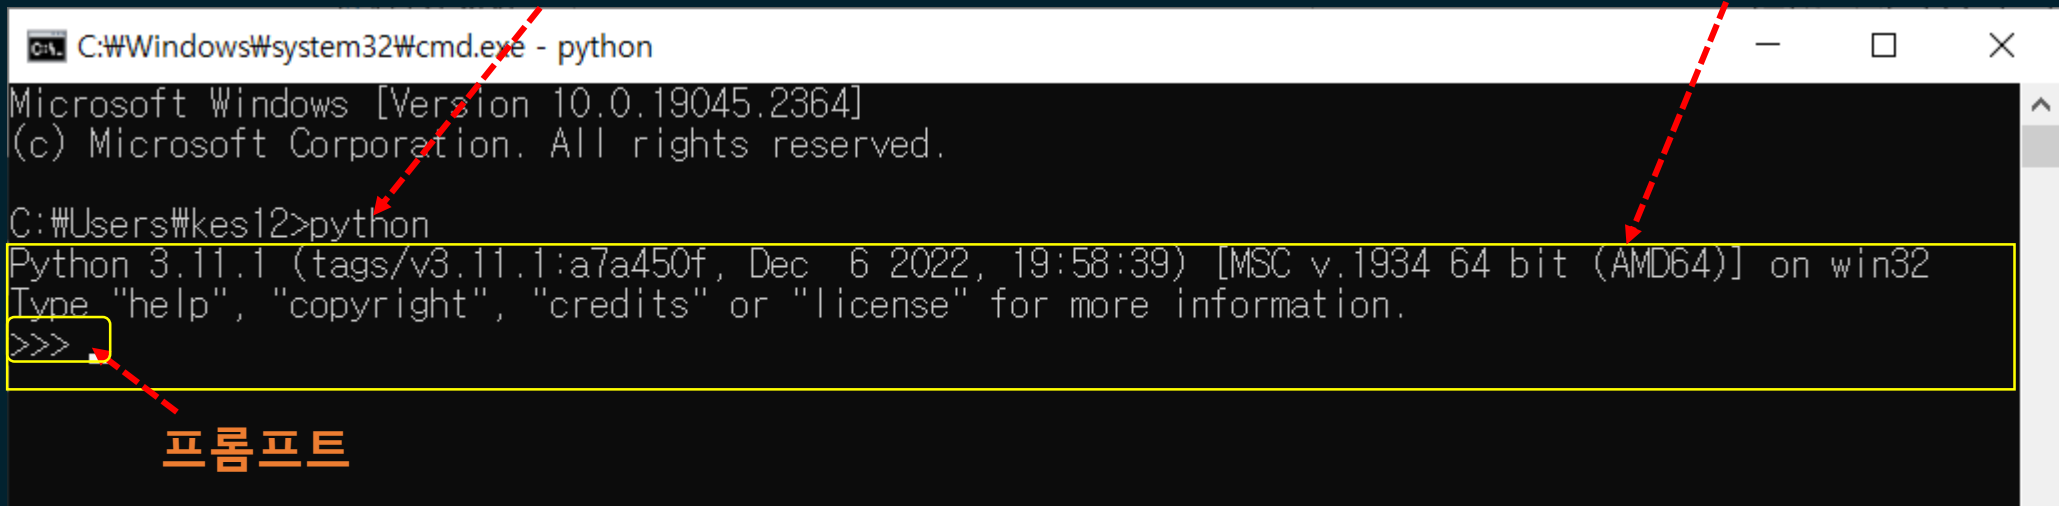 C:₩Windows₩system32₩cmd.exe - python
Microsoft Windows [Version 10.0.19045.2364]
(c) Microsoft Corporation. All rights reserved.
C:₩Users₩kes12>python
Python 3.11.1 (tags/v3.11.1:a7a450f, Dec  6 2022, 19:58:39) [MSC v.1934 64 bit (AMD64)] on win32
Type "help", "copyright", "credits" or "license" for more information.
>>>
프롬프트